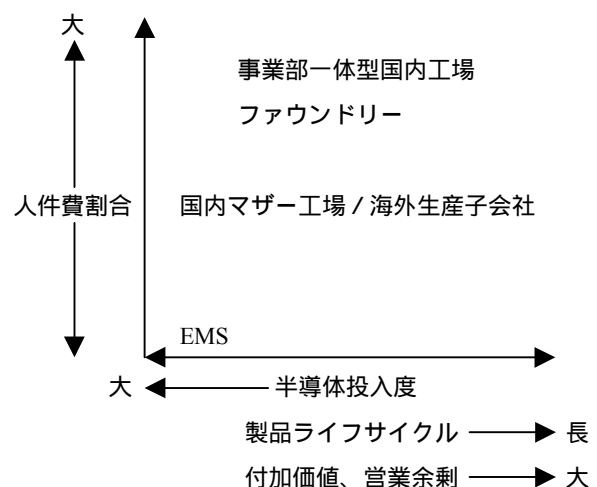 大
事業部一体型国内工場
ファウンドリー
人件費割合
国内マザー工場 / 海外生産子会社
EMS
大
半導体投入度
製品ライフサイクル
長
付加価値、営業余剰
大